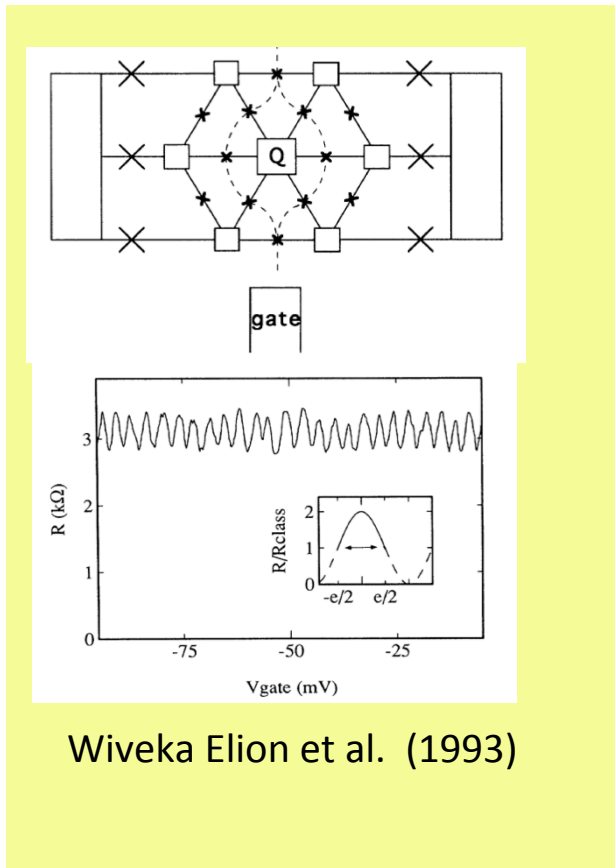 Q
gate
3
2
1
0
R (kΩ)
R/Rclass
2
1
0
-e/2 e/2
-75 -50 -25
Vgate (mV)
Wiveka Elion et al. (1993)